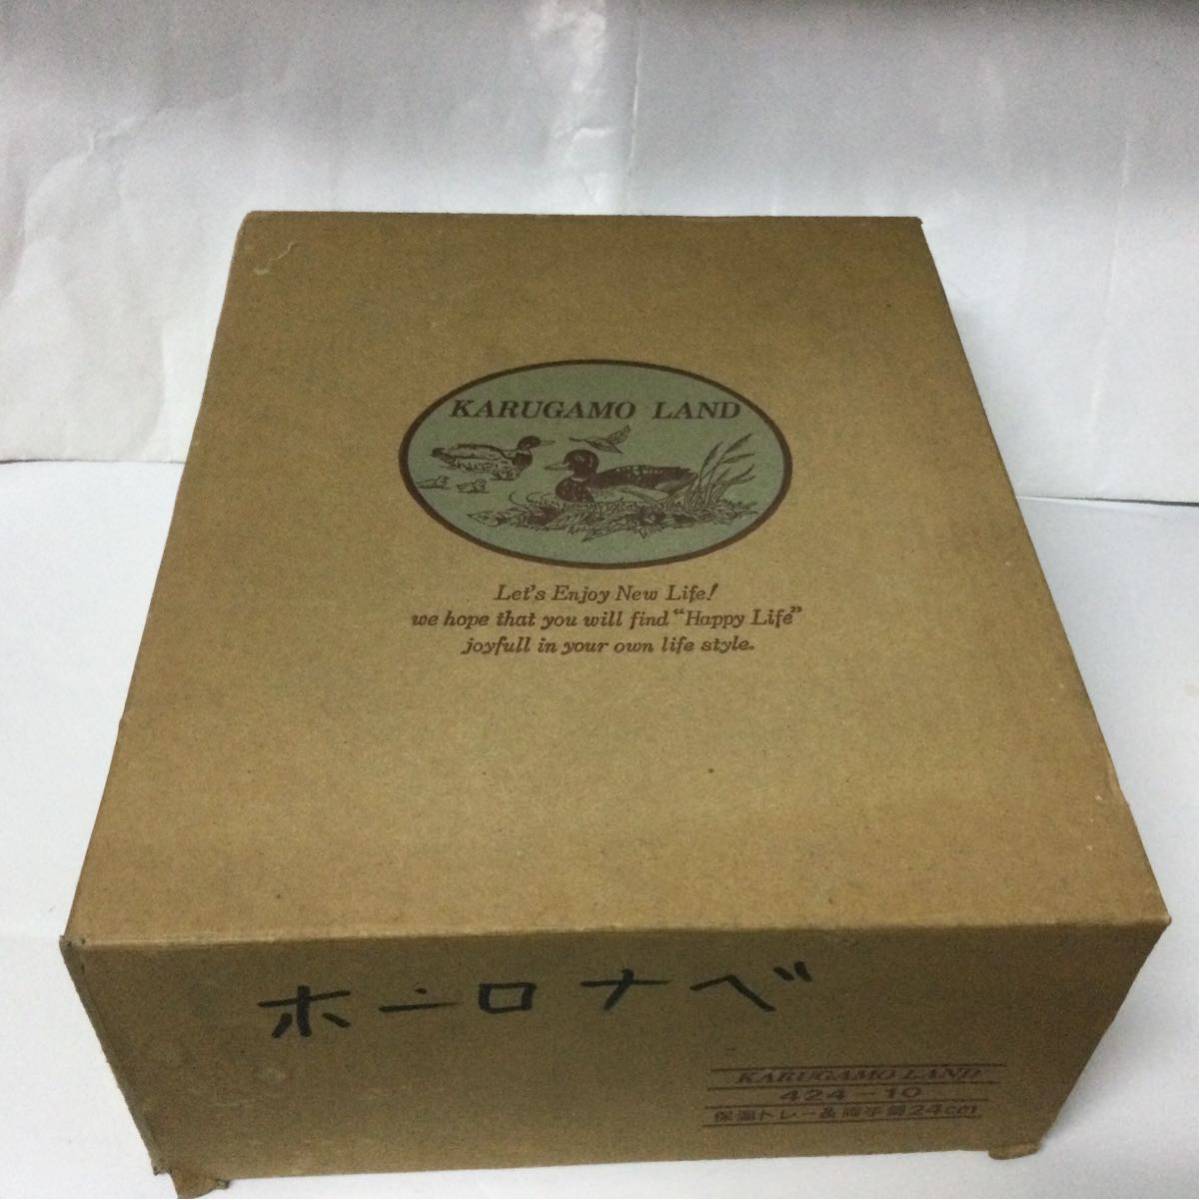 KARUGAMO LAND
Let's Enjoy New Life!
we hope that you will find "Happy Life"
joyfull in your own life style.
ホーローナベ
KARUGAMO LAND
424-10
保温トレー&両手鍋24cm